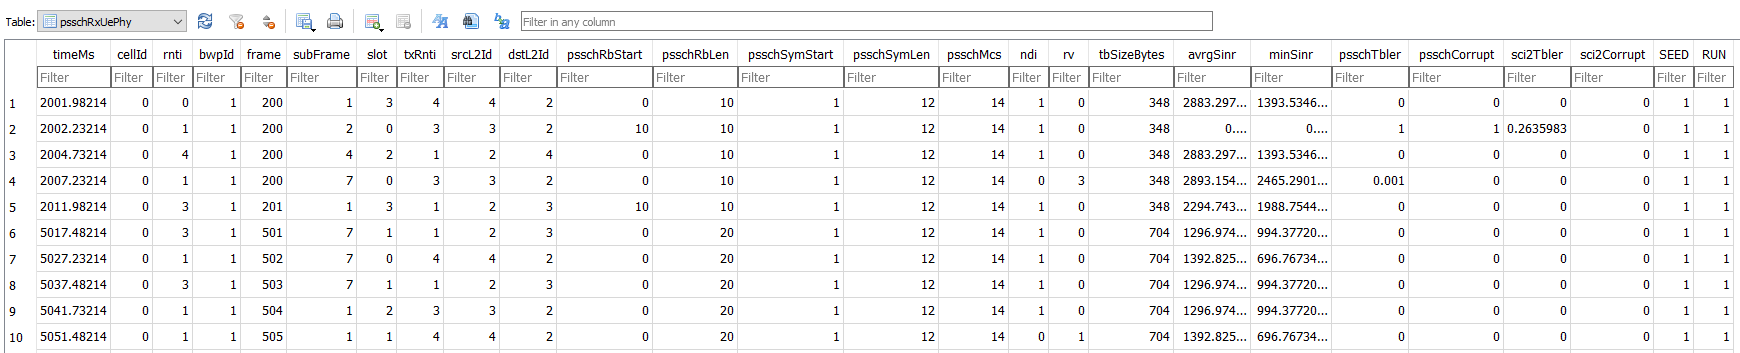 Table: psschRxUePhy Filter in any column
timeMs cellId rnti bwpId frame subFrame slot txRnti srcL2Id dstL2Id psschRbStart psschRbLen psschSymStart psschSymLen psschMcs ndi rv tbSizeBytes avrgSinr minSinr psschTbler psschCorrupt sci2Tbler sci2Corrupt SEED RUN
Filter Filter Filter Filter Filter Filter Filter Filter Filter Filter Filter Filter Filter Filter Filter Filter Filter Filter Filter Filter Filter Filter Filter Filter Filter Filter
1 2001.98214 0 0 1 200 1 3 4 4 2 0 10 1 12 14 1 0 348 2883.297... 1393.5346... 0 0 0 0 1 1
2 2002.23214 0 1 1 200 2 0 3 3 2 10 10 1 12 14 1 0 348 0.... 0.... 1 1 0.2635983 0 1 1
3 2004.73214 0 4 1 200 4 2 1 2 4 0 10 1 12 14 1 0 348 2883.297... 1393.5346... 0 0 0 0 1 1
4 2007.23214 0 1 1 200 7 0 3 3 2 0 10 1 12 14 0 3 348 2893.154... 2465.2901... 0.001 0 0 0 1 1
5 2011.98214 0 3 1 201 1 3 1 2 3 10 10 1 12 14 1 0 348 2294.743... 1988.7544... 0 0 0 0 1 1
6 5017.48214 0 3 1 501 7 1 1 2 3 0 20 1 12 14 1 0 704 1296.974... 994.37720... 0 0 0 0 1 1
7 5027.23214 0 1 1 502 7 0 4 4 2 0 20 1 12 14 1 0 704 1392.825... 696.76734... 0 0 0 0 1 1
8 5037.48214 0 3 1 503 7 1 1 2 3 0 20 1 12 14 1 0 704 1296.974... 994.37720... 0 0 0 0 1 1
9 5041.73214 0 1 1 504 1 2 3 3 2 0 20 1 12 14 1 0 704 1296.974... 994.37720... 0 0 0 0 1 1
10 5051.48214 0 1 1 505 1 1 4 4 2 0 20 1 12 14 0 1 704 1392.825... 696.76734... 0 0 0 0 1 1